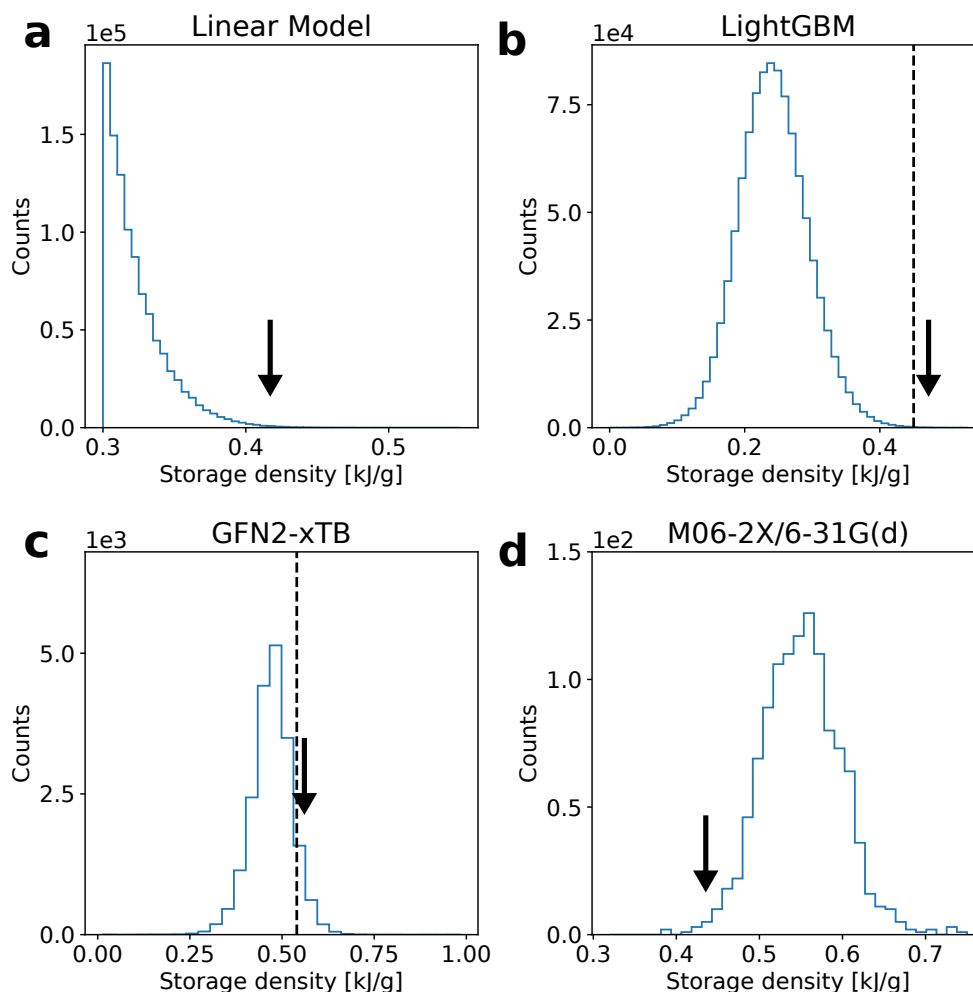 a
Linear Model
1e5
1.5
1.0
0.5
0.0
Counts
0.3
0.4
0.5
Storage density [kJ/g]
b
LightGBM
1e4
7.5
5.0
2.5
0.0
Counts
0.0
0.2
0.4
Storage density [kJ/g]
c
GFN2-xTB
1e3
5.0
2.5
0.0
Counts
0.00
0.25
0.50
0.75
1.00
Storage density [kJ/g]
d
M06-2X/6-31G(d)
1e2
1.5
1.0
0.5
0.0
Counts
0.3
0.4
0.5
0.6
0.7
Storage density [kJ/g]